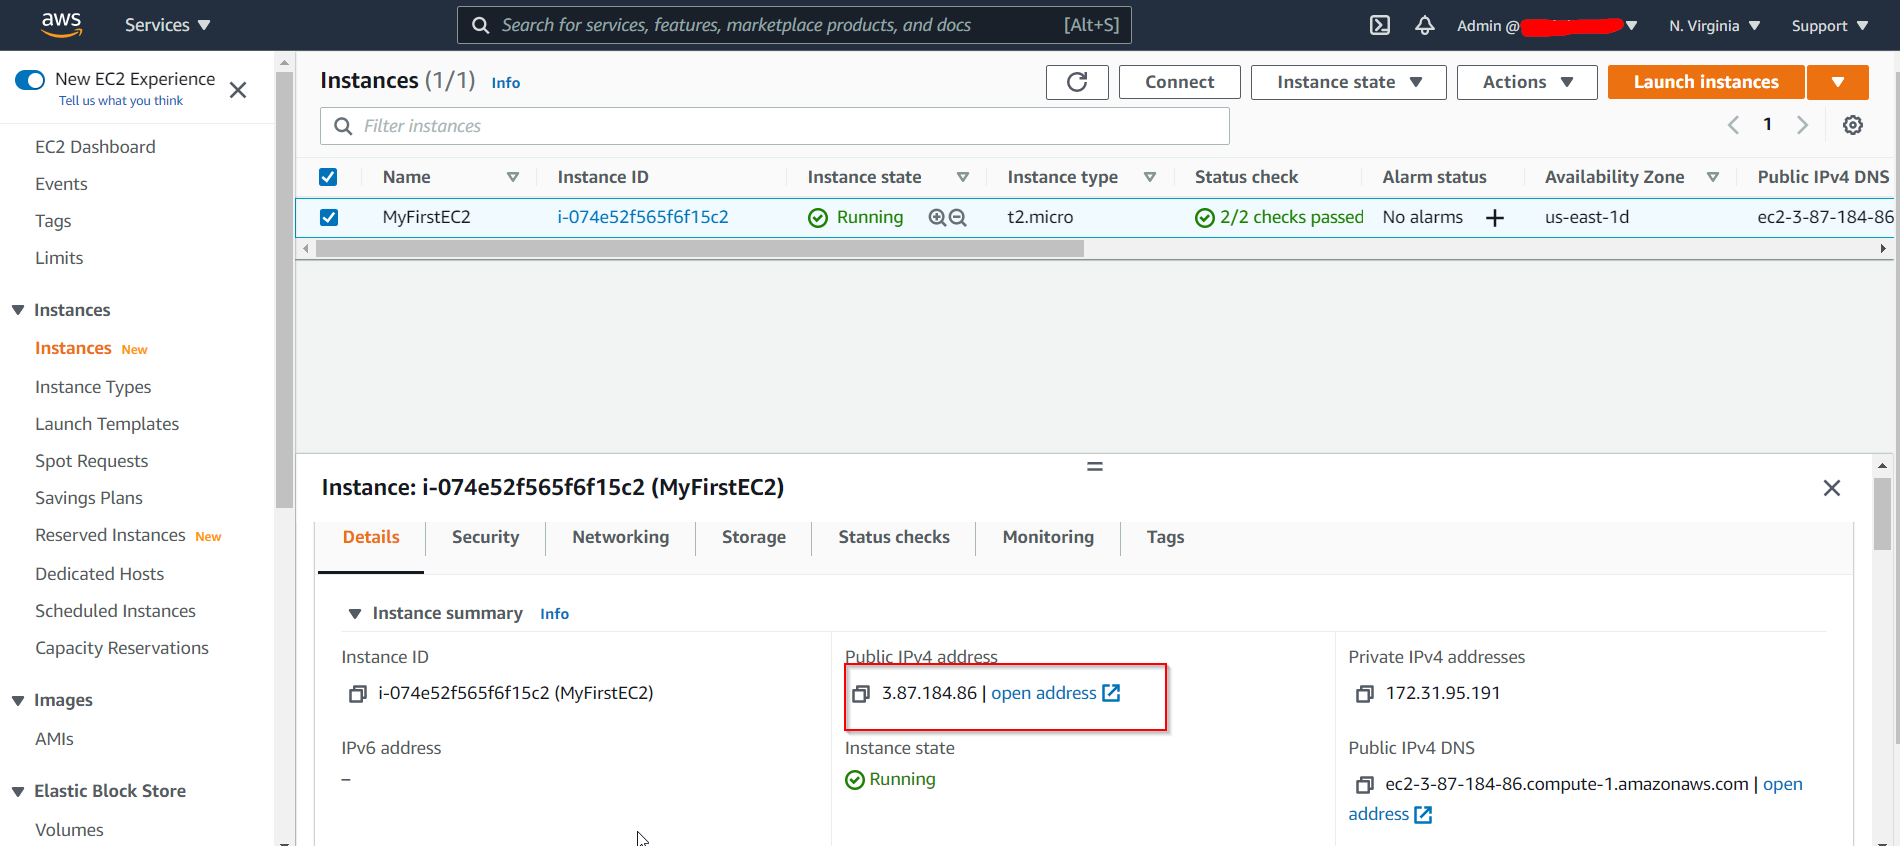 aws
Services
Search for services, features, marketplace products, and docs [Alt+S]
Admin @
N. Virginia
Support
New EC2 Experience
Tell us what you think
EC2 Dashboard
Events
Tags
Limits
Instances
Instances New
Instance Types
Launch Templates
Spot Requests
Savings Plans
Reserved Instances New
Dedicated Hosts
Scheduled Instances
Capacity Reservations
Images
AMIs
Elastic Block Store
Volumes
Instances (1/1) Info
Connect
Instance state
Actions
Launch instances
Filter instances
1
Name Instance ID Instance state Instance type Status check Alarm status Availability Zone Public IPv4 DNS
MyFirstEC2 i-074e52f565f6f15c2 Running t2.micro 2/2 checks passed No alarms + us-east-1d ec2-3-87-184-86
Instance: i-074e52f565f6f15c2 (MyFirstEC2)
Details Security Networking Storage Status checks Monitoring Tags
Instance summary Info
Instance ID
i-074e52f565f6f15c2 (MyFirstEC2)
Public IPv4 address
3.87.184.86 | open address
Private IPv4 addresses
172.31.95.191
IPv6 address
–
Instance state
Running
Public IPv4 DNS
ec2-3-87-184-86.compute-1.amazonaws.com | open
address